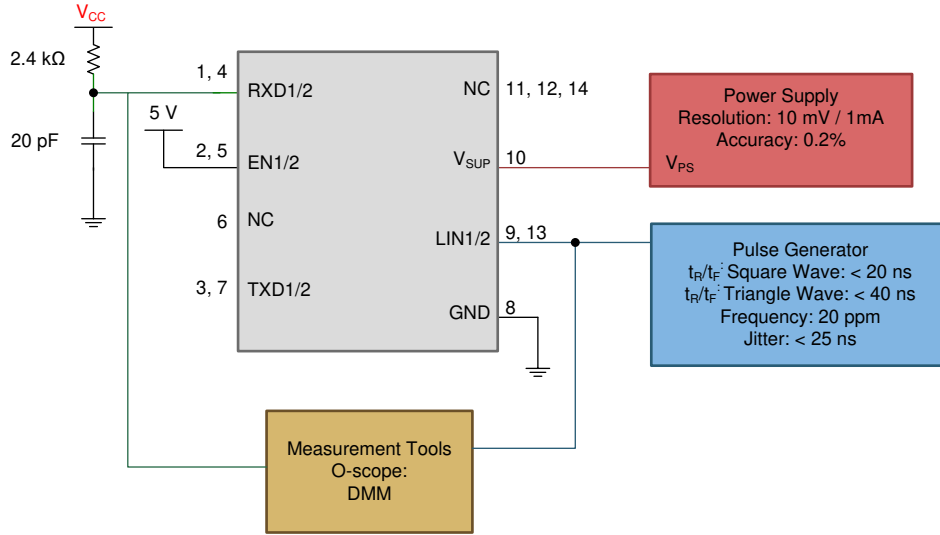 VCC
2.4 kΩ
20 pF
5 V
1, 4
RXD1/2
2, 5
EN1/2
6
NC
3, 7
TXD1/2
NC
11, 12, 14
VSUP
10
LIN1/2
9, 13
GND
8
Power Supply
Resolution: 10 mV / 1mA
Accuracy: 0.2%
VPS
Pulse Generator
tR/tF: Square Wave: < 20 ns
tR/tF: Triangle Wave: < 40 ns
Frequency: 20 ppm
Jitter: < 25 ns
Measurement Tools
O-scope:
DMM